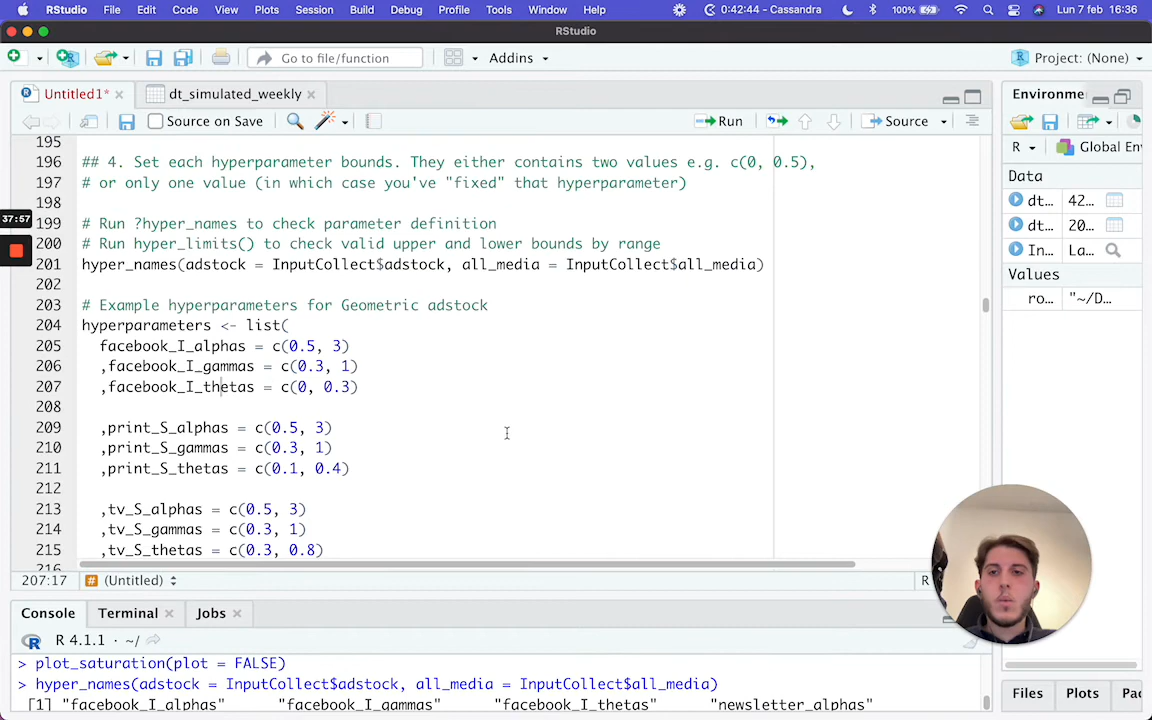 RStudio File Edit Code View Plots Session Build Debug Profile Tools Window Help 0:42:44 - Cassandra 100% Lun 7 feb 16:36
RStudio
Go to file/function Addins Project: (None)
Untitled1* dt_simulated_weekly Environme
Source on Save Run Source
R Global En
195
196 ## 4. Set each hyperparameter bounds. They either contains two values e.g. c(0, 0.5),
197 # or only one value (in which case you've "fixed" that hyperparameter)
198
199 # Run ?hyper_names to check parameter definition
200 # Run hyper_limits() to check valid upper and lower bounds by range
201 hyper_names(adstock = InputCollect$adstock, all_media = InputCollect$all_media)
202
203 # Example hyperparameters for Geometric adstock
204 hyperparameters <- list(
205 facebook_I_alphas = c(0.5, 3)
206 ,facebook_I_gammas = c(0.3, 1)
207 ,facebook_I_thetas = c(0, 0.3)
208
209 ,print_S_alphas = c(0.5, 3)
210 ,print_S_gammas = c(0.3, 1)
211 ,print_S_thetas = c(0.1, 0.4)
212
213 ,tv_S_alphas = c(0.5, 3)
214 ,tv_S_gammas = c(0.3, 1)
215 ,tv_S_thetas = c(0.3, 0.8)
216
Data
dt... 42...
dt... 20...
In... La...
Values
ro... "~/D...
37:57
207:17 # (Untitled) R
Console Terminal Jobs
R 4.1.1 · ~/
> plot_saturation(plot = FALSE)
> hyper_names(adstock = InputCollect$adstock, all_media = InputCollect$all_media)
[1] "facebook_I_alphas" "facebook_I_gammas" "facebook_I_thetas" "newsletter_alphas"
Files Plots Pac